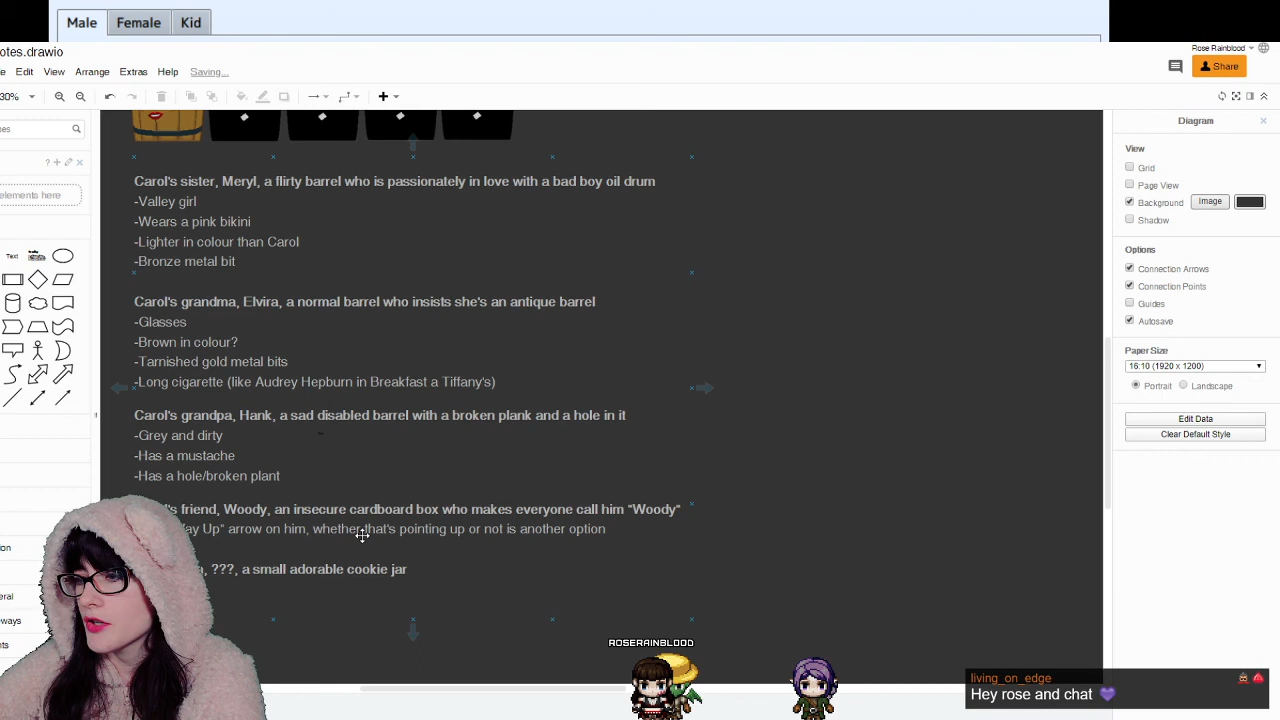 Male Female Kid
otes.drawio
Rose Rainblood
Edit View Arrange Extras Help Saving...
Share
30%
Diagram
View
Grid
Page View
Background Image
Shadow
Options
Connection Arrows
Connection Points
Guides
Autosave
Paper Size
16:10 (1920 x 1200)
Portrait Landscape
Edit Data
Clear Default Style
elements here
Text
Carol's sister, Meryl, a flirty barrel who is passionately in love with a bad boy oil drum
-Valley girl
-Wears a pink bikini
-Lighter in colour than Carol
-Bronze metal bit
Carol's grandma, Elvira, a normal barrel who insists she's an antique barrel
-Glasses
-Brown in colour?
-Tarnished gold metal bits
-Long cigarette (like Audrey Hepburn in Breakfast a Tiffany's)
Carol's grandpa, Hank, a sad disabled barrel with a broken plank and a hole in it
-Grey and dirty
-Has a mustache
-Has a hole/broken plant
's friend, Woody, an insecure cardboard box who makes everyone call him "Woody"
ay Up" arrow on him, whether that's pointing up or not is another option
, ???, a small adorable cookie jar
ROSERAINBLOOD
living_on_edge
Hey rose and chat 💜